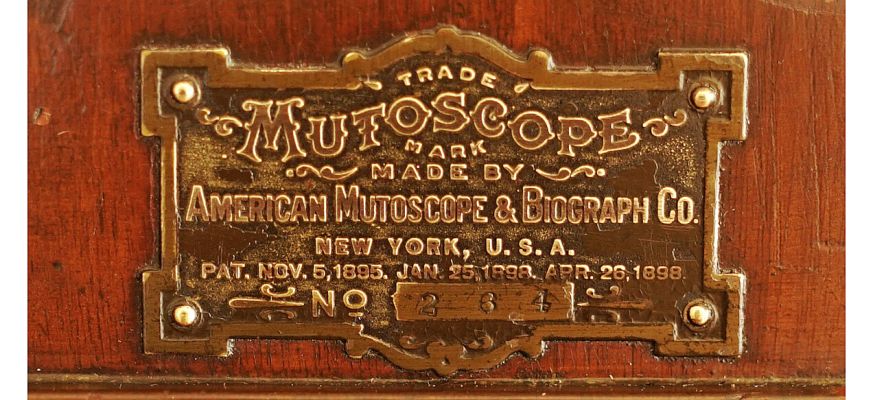 TRADE
MUTOSCOPE
MARK
MADE BY
AMERICAN MUTOSCOPE & BIOGRAPH CO.
NEW YORK, U.S.A.
PAT. NOV. 5, 1895. JAN. 25, 1898. APR. 26, 1898.
No 264